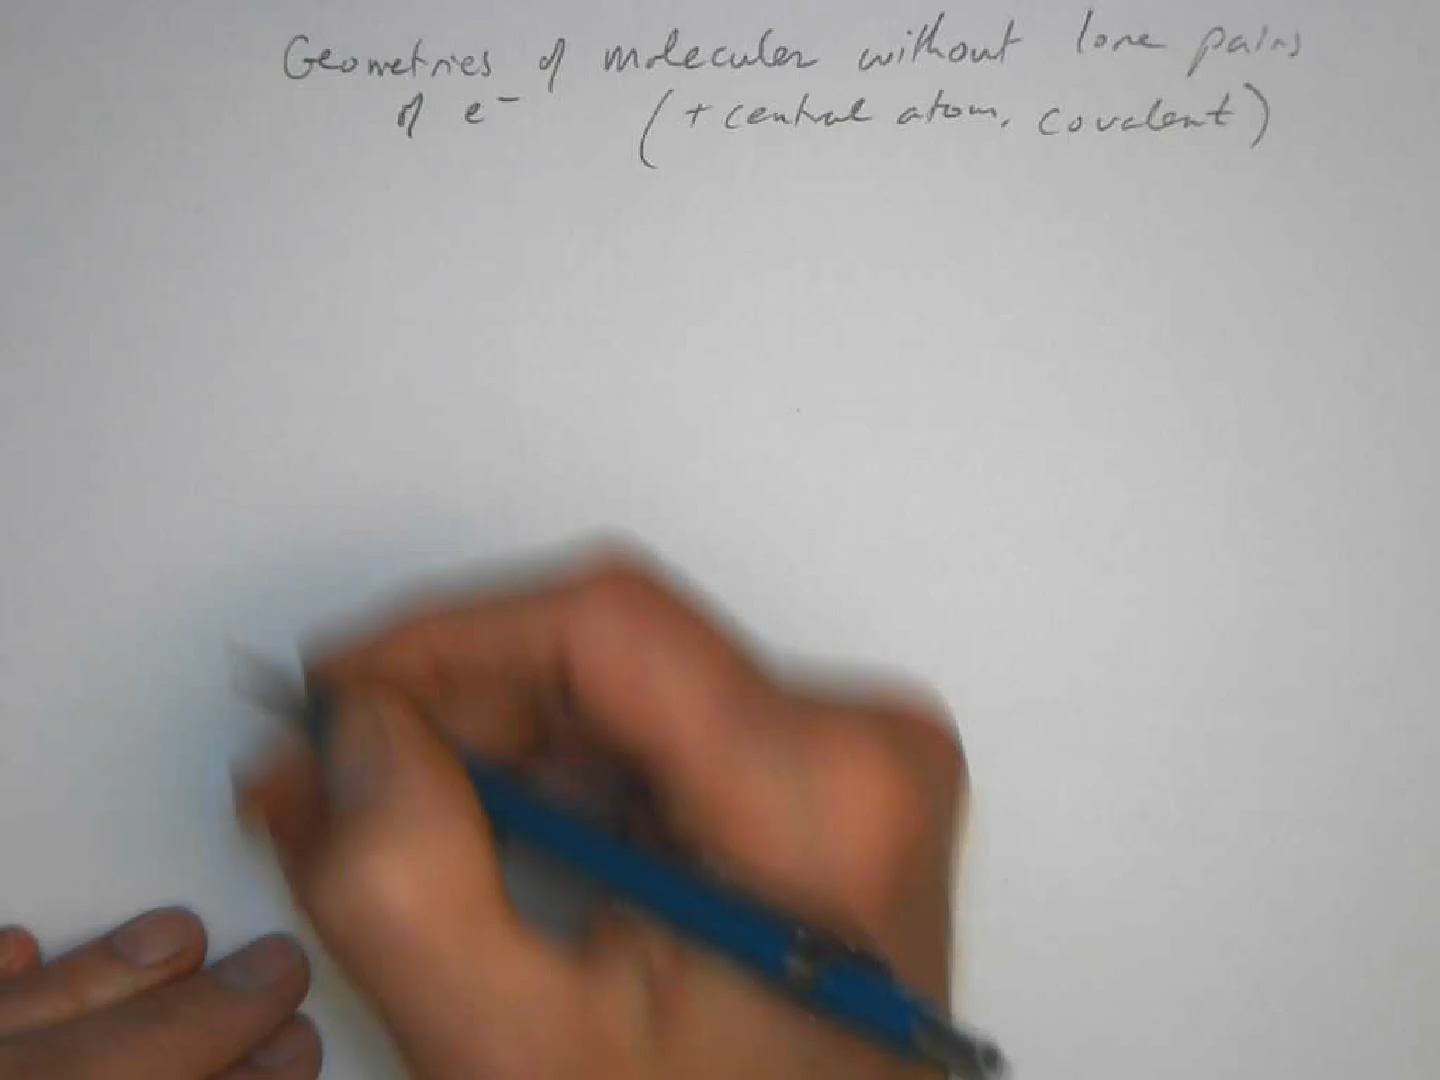 Geometries of molecules without lone pairs
of e⁻ (+ central atom, covalent)